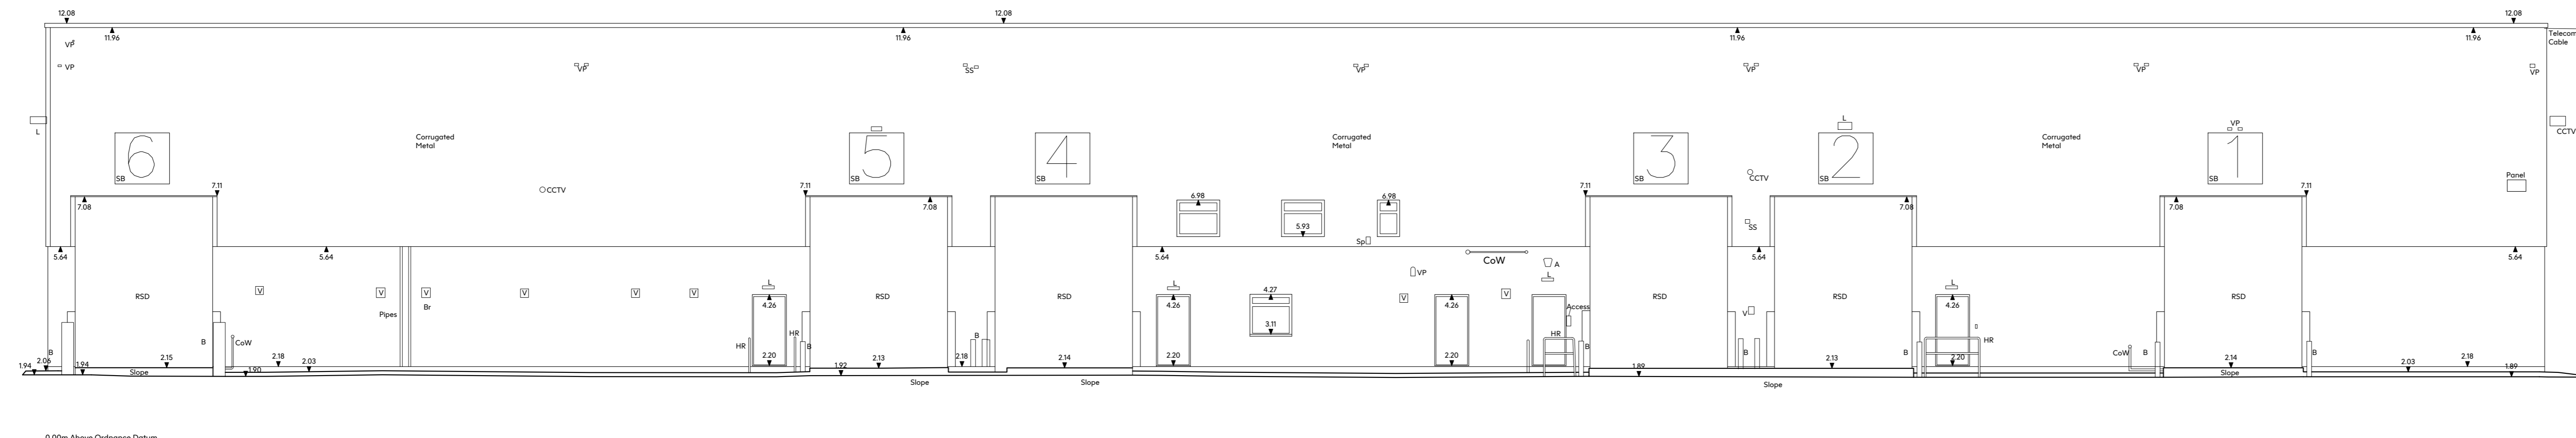 12.08
12.08
12.08
11.96
11.96
11.96
11.96
Telecom
Cable
VP
VP
VP
SS
VP
VP
VP
VP
L
L
CCTV
VP
Corrugated
Metal
Corrugated
Metal
Corrugated
Metal
6
SB
5
SB
4
SB
3
SB
2
SB
1
SB
CCTV
CCTV
Panel
7.11
7.11
7.11
7.11
7.08
7.08
7.08
7.08
6.98
6.98
5.93
SS
Sp
5.64
5.64
5.64
5.64
5.64
CoW
A
VP
L
L
L
L
V
V
V
V
V
V
V
V
V
4.26
4.26
4.27
4.26
4.26
RSD
RSD
RSD
RSD
RSD
RSD
Br
Pipes
Access
3.11
HR
HR
HR
HR
B
B
B
B
B
B
B
B
B
CoW
CoW
1.94
2.06
1.94
2.15
Slope
1.90
2.18
2.03
2.20
1.92
2.13
Slope
2.18
2.14
Slope
2.20
2.20
1.89
Slope
2.13
2.20
2.14
Slope
2.03
2.18
1.89
0.00m Above Ordnance Datum